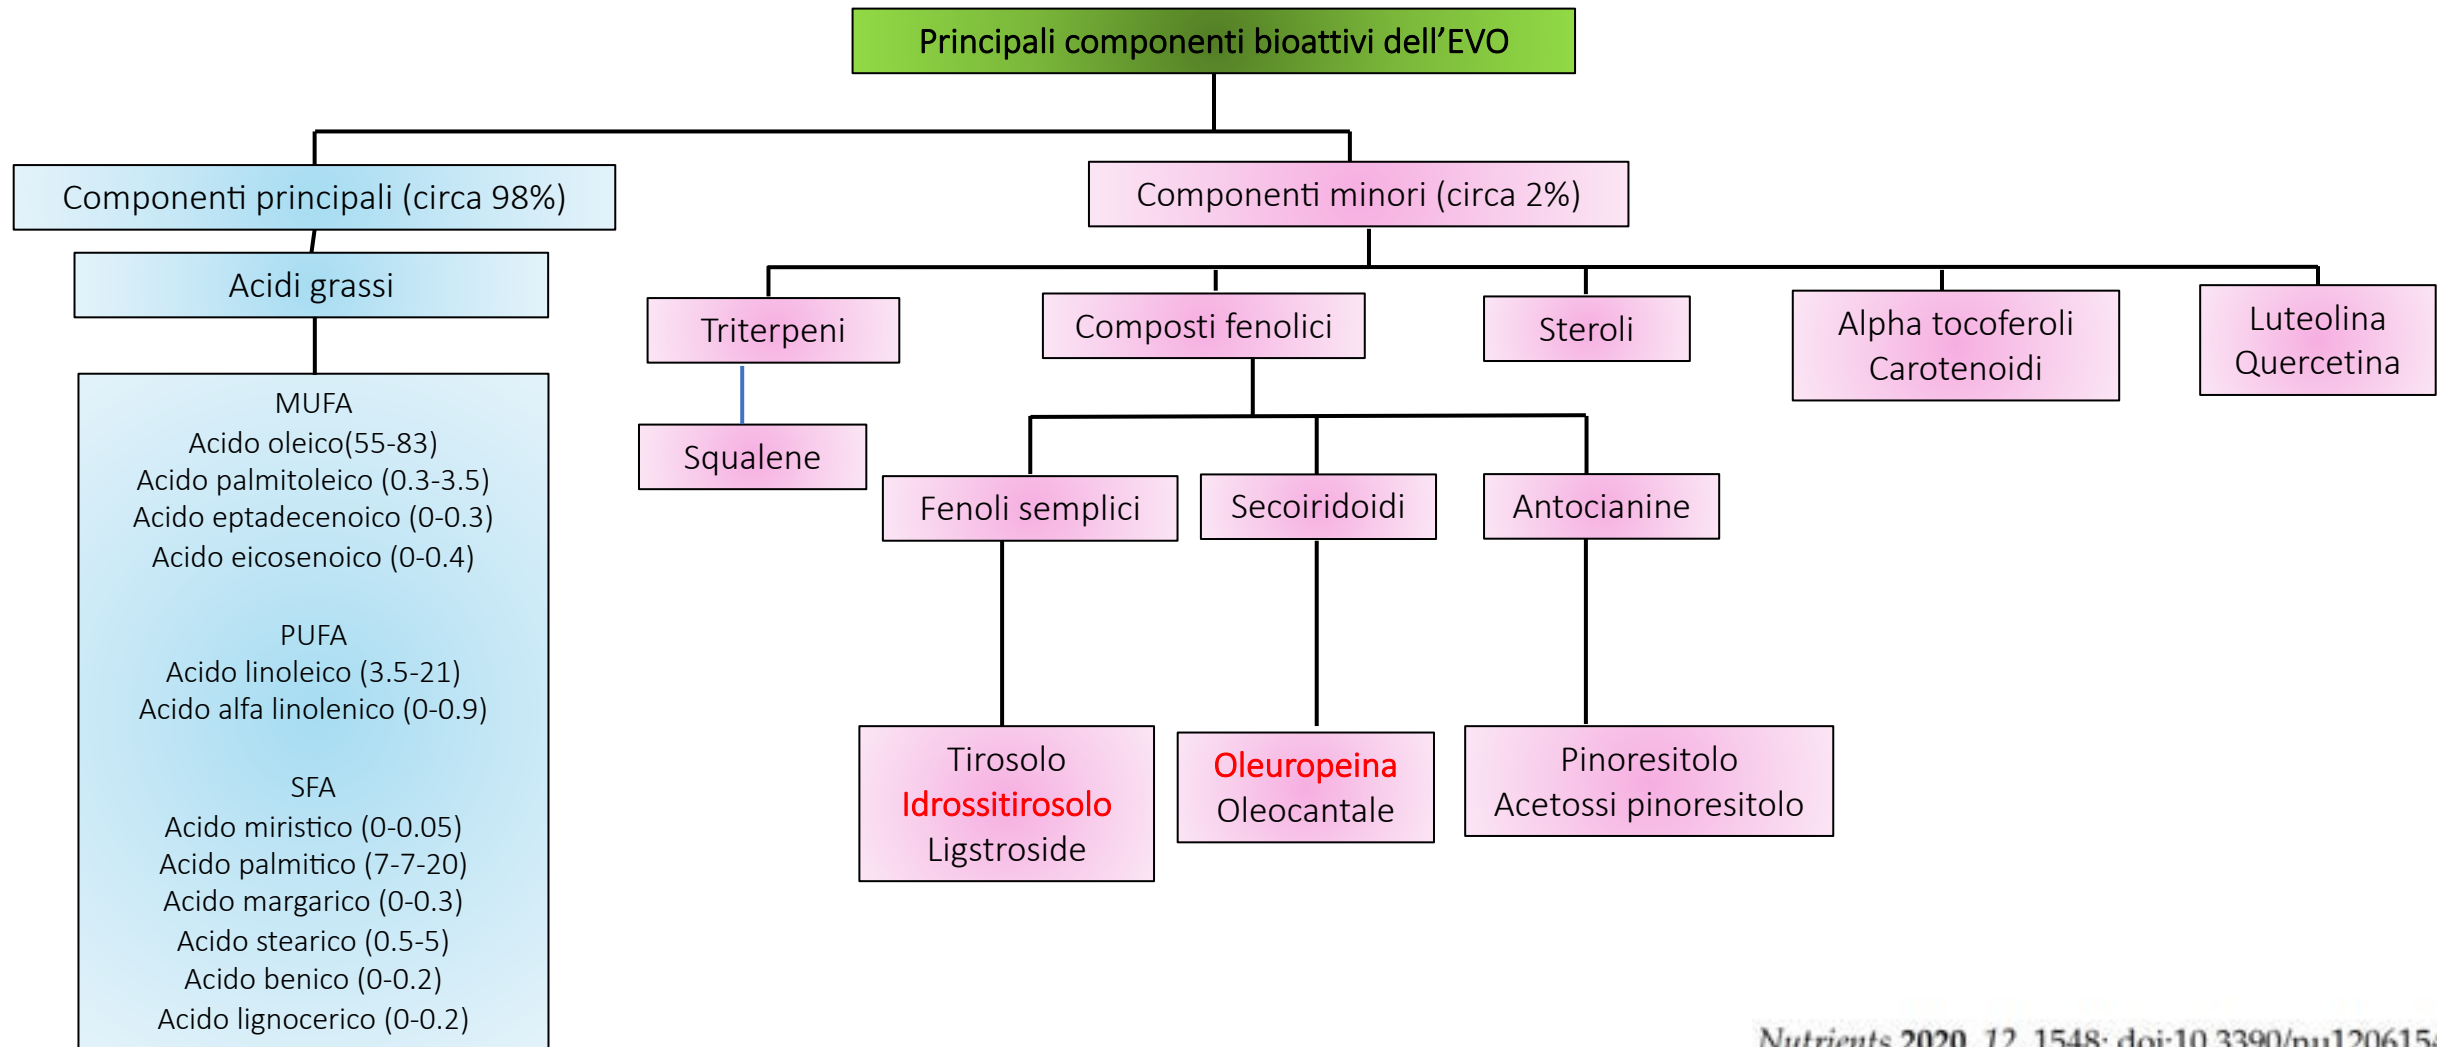 Principali componenti bioattivi dell'EVO
Componenti principali (circa 98%)
Componenti minori (circa 2%)
Acidi grassi
MUFA
Acido oleico(55-83)
Acido palmitoleico (0.3-3.5)
Acido eptadecenoico (0-0.3)
Acido eicosenoico (0-0.4)
PUFA
Acido linoleico (3.5-21)
Acido alfa linolenico (0-0.9)
SFA
Acido miristico (0-0.05)
Acido palmitico (7-7-20)
Acido margarico (0-0.3)
Acido stearico (0.5-5)
Acido benico (0-0.2)
Acido lignocerico (0-0.2)
Triterpeni
Squalene
Composti fenolici
Fenoli semplici
Tirosolo
Idrossitirosolo
Ligstroside
Secoiridoidi
Oleuropeina
Oleocantale
Antocianine
Pinoresitolo
Acetossi pinoresitolo
Steroli
Alpha tocoferoli
Carotenoidi
Luteolina
Quercetina
Nutrients 2020, 12, 1548; doi:10.3390/nu120615